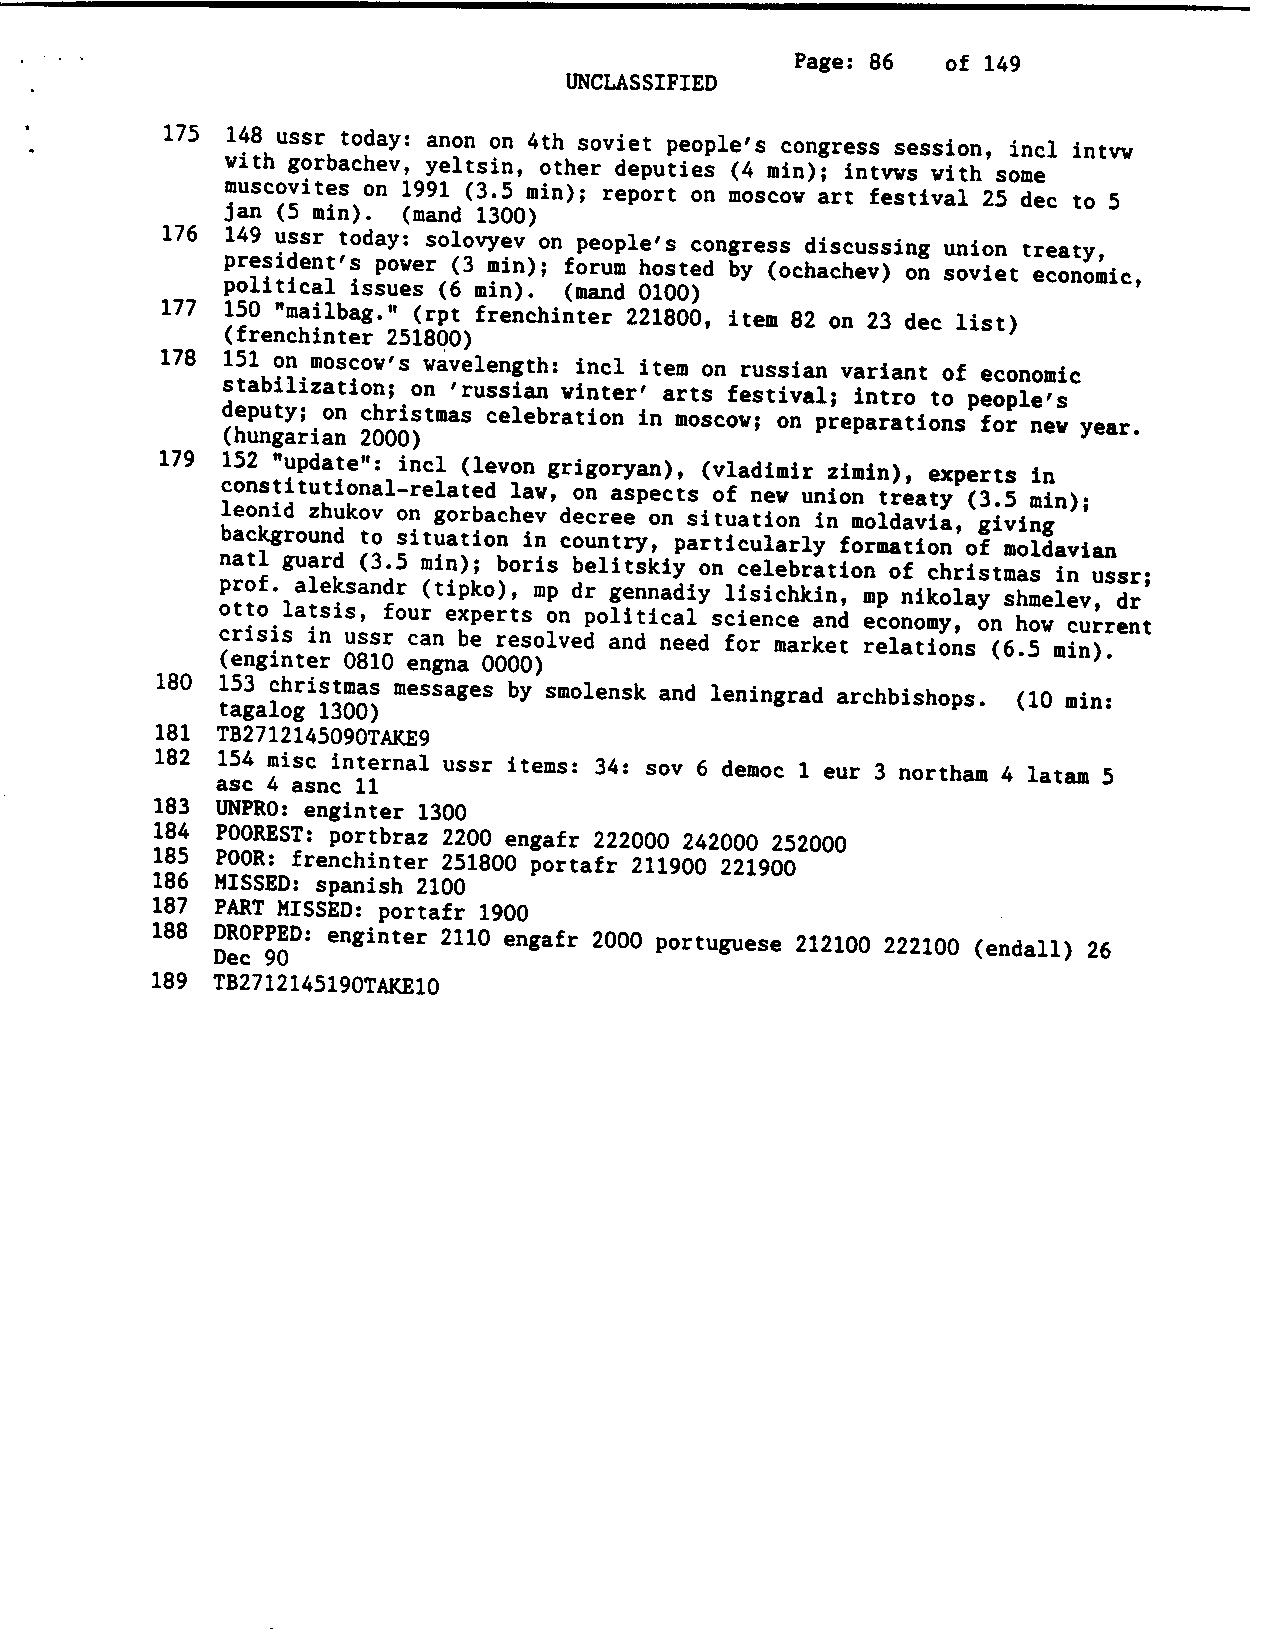 Page: 86 of 149
UNCLASSIFIED
175 148 ussr today: anon on 4th soviet people's congress session, incl intvw
with gorbachev, yeltsin, other deputies (4 min); intvws with some
muscovites on 1991 (3.5 min); report on moscow art festival 25 dec to 5
jan (5 min). (mand 1300)
176 149 ussr today: solovyev on people's congress discussing union treaty,
president's power (3 min); forum hosted by (ochachev) on soviet economic,
political issues (6 min). (mand 0100)
177 150 "mailbag." (rpt frenchinter 221800, item 82 on 23 dec list)
(frenchinter 251800)
178 151 on moscow's wavelength: incl item on russian variant of economic
stabilization; on 'russian winter' arts festival; intro to people's
deputy; on christmas celebration in moscow; on preparations for new year.
(hungarian 2000)
179 152 "update": incl (levon grigoryan), (vladimir zimin), experts in
constitutional-related law, on aspects of new union treaty (3.5 min);
leonid zhukov on gorbachev decree on situation in moldavia, giving
background to situation in country, particularly formation of moldavian
natl guard (3.5 min); boris belitskiy on celebration of christmas in ussr;
prof. aleksandr (tipko), mp dr gennadiy lisichkin, mp nikolay shmelev, dr
otto latsis, four experts on political science and economy, on how current
crisis in ussr can be resolved and need for market relations (6.5 min).
(enginter 0810 engna 0000)
180 153 christmas messages by smolensk and leningrad archbishops. (10 min:
tagalog 1300)
181 TB2712145090TAKE9
182 154 misc internal ussr items: 34: sov 6 democ 1 eur 3 northam 4 latam 5
asc 4 asnc 11
183 UNPRO: enginter 1300
184 POOREST: portbraz 2200 engafr 222000 242000 252000
185 POOR: frenchinter 251800 portafr 211900 221900
186 MISSED: spanish 2100
187 PART MISSED: portafr 1900
188 DROPPED: enginter 2110 engafr 2000 portuguese 212100 222100 (endall) 26
Dec 90
189 TB2712145190TAKE10